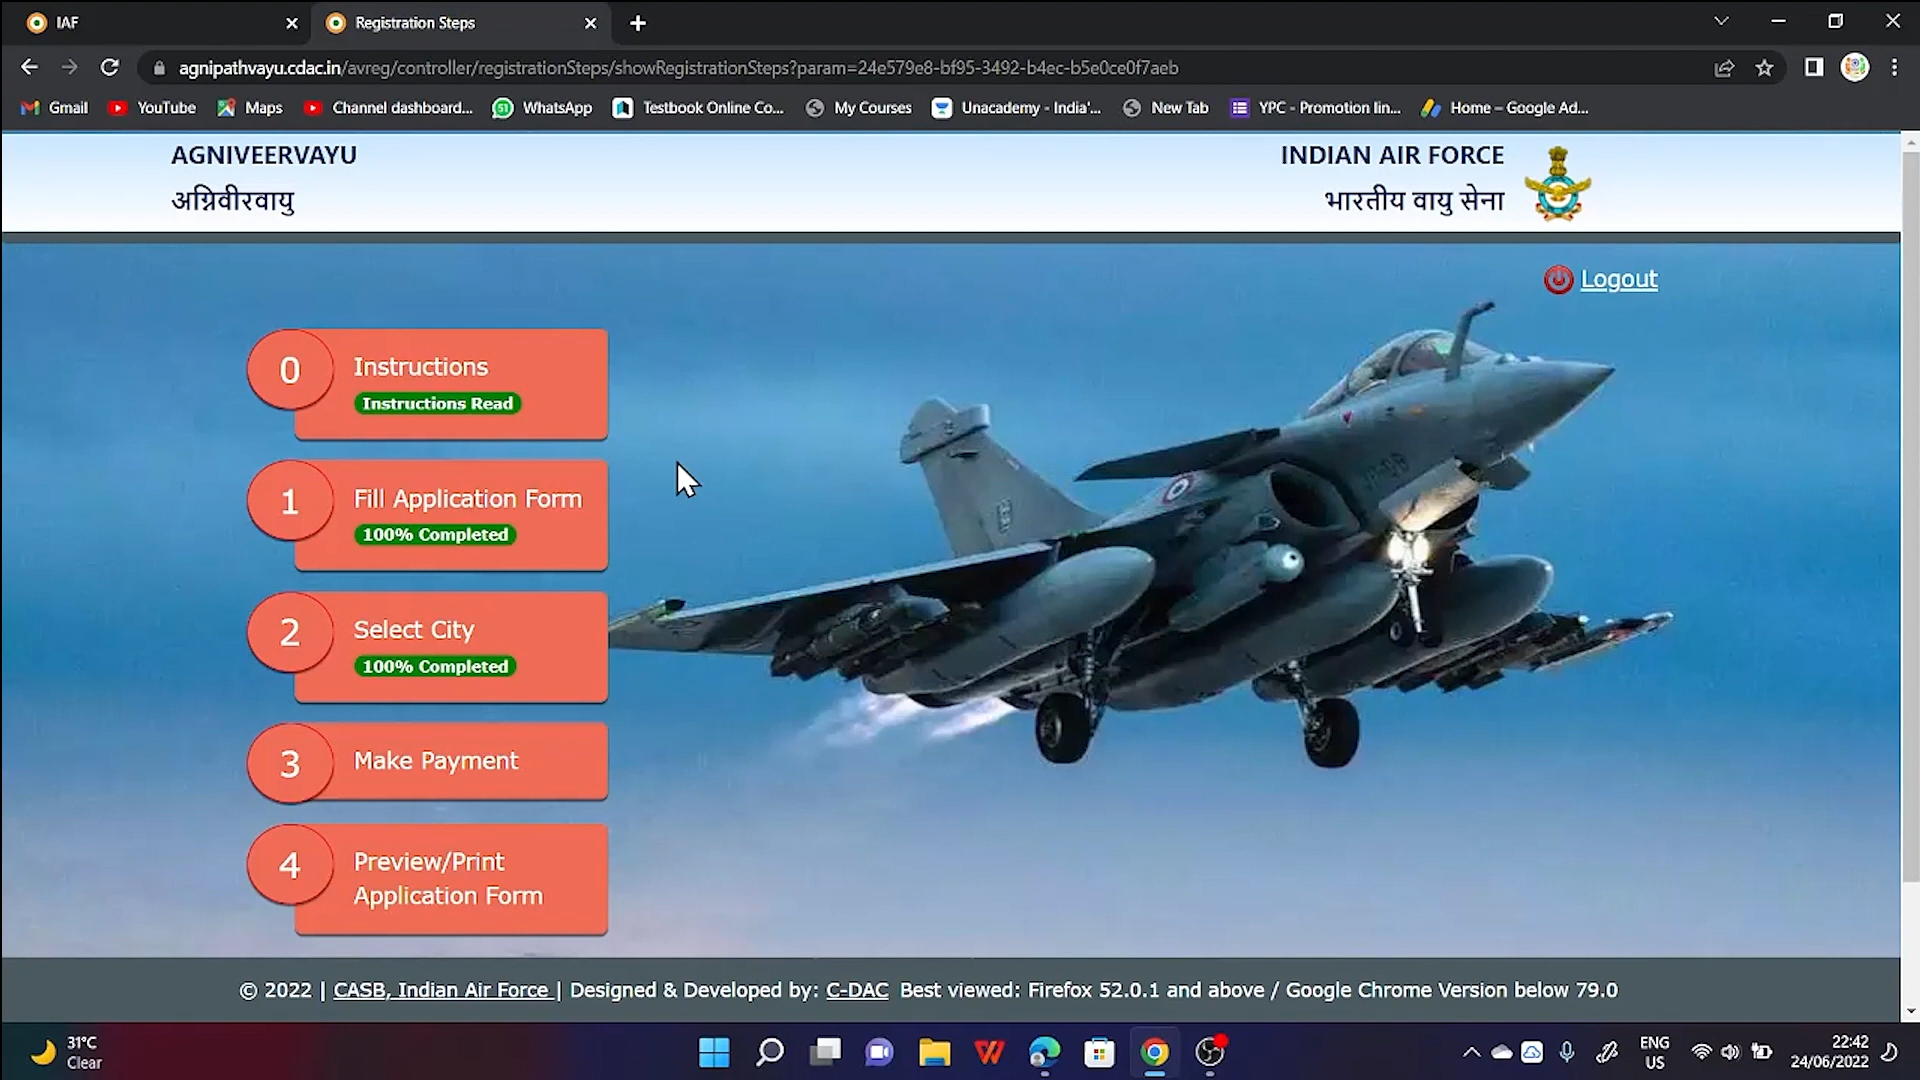 IAF
Registration Steps
agnipathvayu.cdac.in/avreg/controller/registrationSteps/showRegistrationSteps?param=24e579e8-bf95-3492-b4ec-b5e0ce0f7aeb
Gmail YouTube Maps Channel dashboard... WhatsApp Testbook Online Co... My Courses Unacademy - India'... New Tab YPC - Promotion lin... Home – Google Ad...
AGNIVEERVAYU
अग्निवीरवायु
INDIAN AIR FORCE
भारतीय वायु सेना
Logout
0 Instructions
Instructions Read
1 Fill Application Form
100% Completed
2 Select City
100% Completed
3 Make Payment
4 Preview/Print
Application Form
© 2022 | CASB, Indian Air Force | Designed & Developed by: C-DAC Best viewed: Firefox 52.0.1 and above / Google Chrome Version below 79.0
31°C
Clear
ENG
US
22:42
24/06/2022